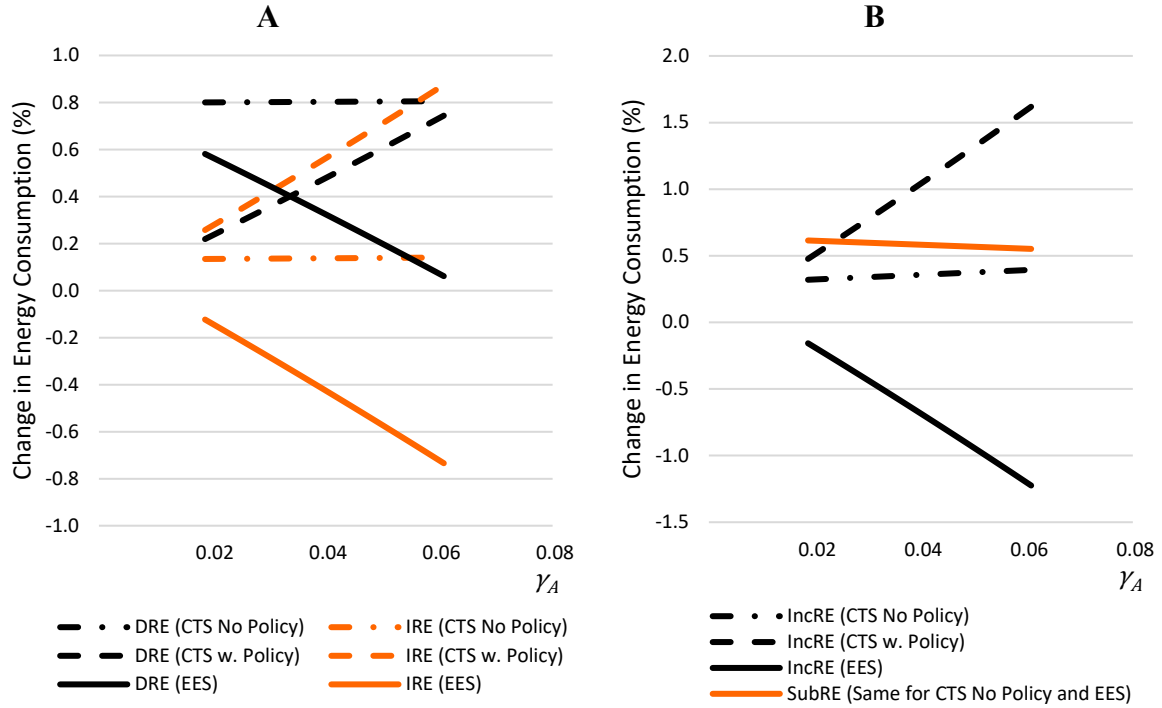 A
Change in Energy Consumption (%)
1.0
0.8
0.6
0.4
0.2
0.0
-0.2
-0.4
-0.6
-0.8
-1.0
0.02 0.04 0.06 0.08
γA
DRE (CTS No Policy) IRE (CTS No Policy)
DRE (CTS w. Policy) IRE (CTS w. Policy)
DRE (EES) IRE (EES)
B
Change in Energy Consumption (%)
2.0
1.5
1.0
0.5
0.0
-0.5
-1.0
-1.5
0.02 0.04 0.06 0.08
γA
IncRE (CTS No Policy)
IncRE (CTS w. Policy)
IncRE (EES)
SubRE (Same for CTS No Policy and EES)